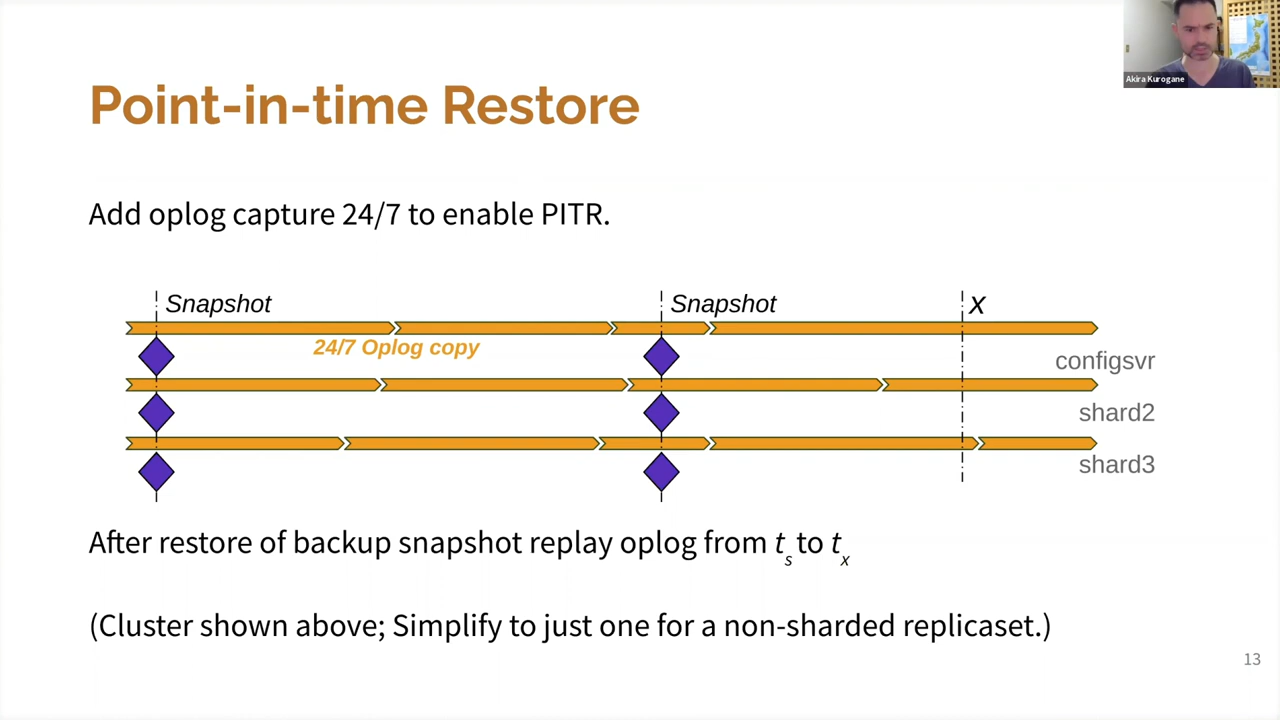 Akira Kurogane
Point-in-time Restore
Add oplog capture 24/7 to enable PITR.
Snapshot
Snapshot
x
24/7 Oplog copy
configsvr
shard2
shard3
After restore of backup snapshot replay oplog from ts to tx
(Cluster shown above; Simplify to just one for a non-sharded replicaset.)
13